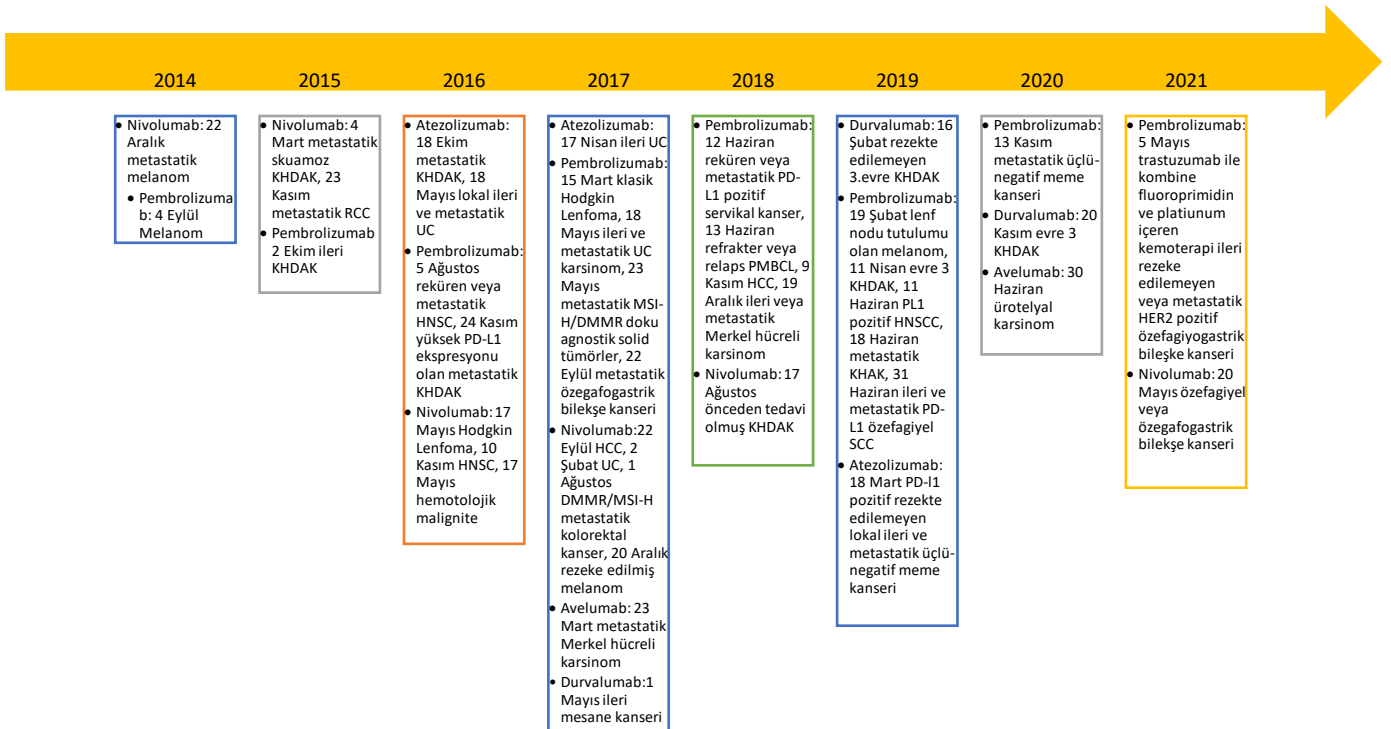 2014
2015
2016
2017
2018
2019
2020
2021
• Nivolumab: 22
Aralık
metastatik
melanom
• Pembrolizuma
b: 4 Eylül
Melanom
• Nivolumab: 4
Mart metastatik
skuamoz
KHDAK, 23
Kasım
metastatik RCC
• Pembrolizumab
2 Ekim ileri
KHDAK
• Atezolizumab:
18 Ekim
metastatik
KHDAK, 18
Mayıs lokal ileri
ve metastatik
UC
• Pembrolizumab:
5 Ağustos
reküren veya
metastatik
HNSC, 24 Kasım
yüksek PD-L1
ekspresyonu
olan metastatik
KHDAK
• Nivolumab: 17
Mayıs Hodgkin
Lenfoma, 10
Kasım HNSC, 17
Mayıs
hemotolojik
malignite
• Atezolizumab:
17 Nisan ileri UC
• Pembrolizumab:
15 Mart klasik
Hodgkin
Lenfoma, 18
Mayıs ileri ve
metastatik UC
karsinom, 23
Mayıs
metastatik MSI-
H/DMMR doku
agnostik solid
tümörler, 22
Eylül metastatik
özegafogastrik
bilekşe kanseri
• Nivolumab:22
Eylül HCC, 2
Şubat UC, 1
Ağustos
DMMR/MSI-H
metastatik
kolorektal
kanser, 20 Aralık
rezeke edilmiş
melanom
• Avelumab: 23
Mart metastatik
Merkel hücreli
karsinom
• Durvalumab:1
Mayıs ileri
mesane kanseri
• Pembrolizumab:
12 Haziran
reküren veya
metastatik PD-
L1 pozitif
servikal kanser,
13 Haziran
refrakter veya
relaps PMBCL, 9
Kasım HCC, 19
Aralık ileri veya
metastatik
Merkel hücreli
karsinom
• Nivolumab: 17
Ağustos
önceden tedavi
olmuş KHDAK
• Durvalumab: 16
Şubat rezekte
edilemeyen
3.evre KHDAK
• Pembrolizumab:
19 Şubat lenf
nodu tutulumu
olan melanom,
11 Nisan evre 3
KHDAK, 11
Haziran PL1
pozitif HNSCC,
18 Haziran
metastatik
KHAK, 31
Haziran ileri ve
metastatik PD-
L1 özefagiyel
SCC
• Atezolizumab:
18 Mart PD-l1
pozitif rezekte
edilemeyen
lokal ileri ve
metastatik üçlü-
negatif meme
kanseri
• Pembrolizumab:
13 Kasım
metastatik üçlü-
negatif meme
kanseri
• Durvalumab: 20
Kasım evre 3
KHDAK
• Avelumab: 30
Haziran
ürotelyal
karsinom
• Pembrolizumab:
5 Mayıs
trastuzumab ile
kombine
fluoroprimidin
ve platiunum
içeren
kemoterapi ileri
rezeke
edilemeyen
veya metastatik
HER2 pozitif
özefagiyogastrik
bileşke kanseri
• Nivolumab: 20
Mayıs özefagiyel
veya
özegafogastrik
bilekşe kanseri